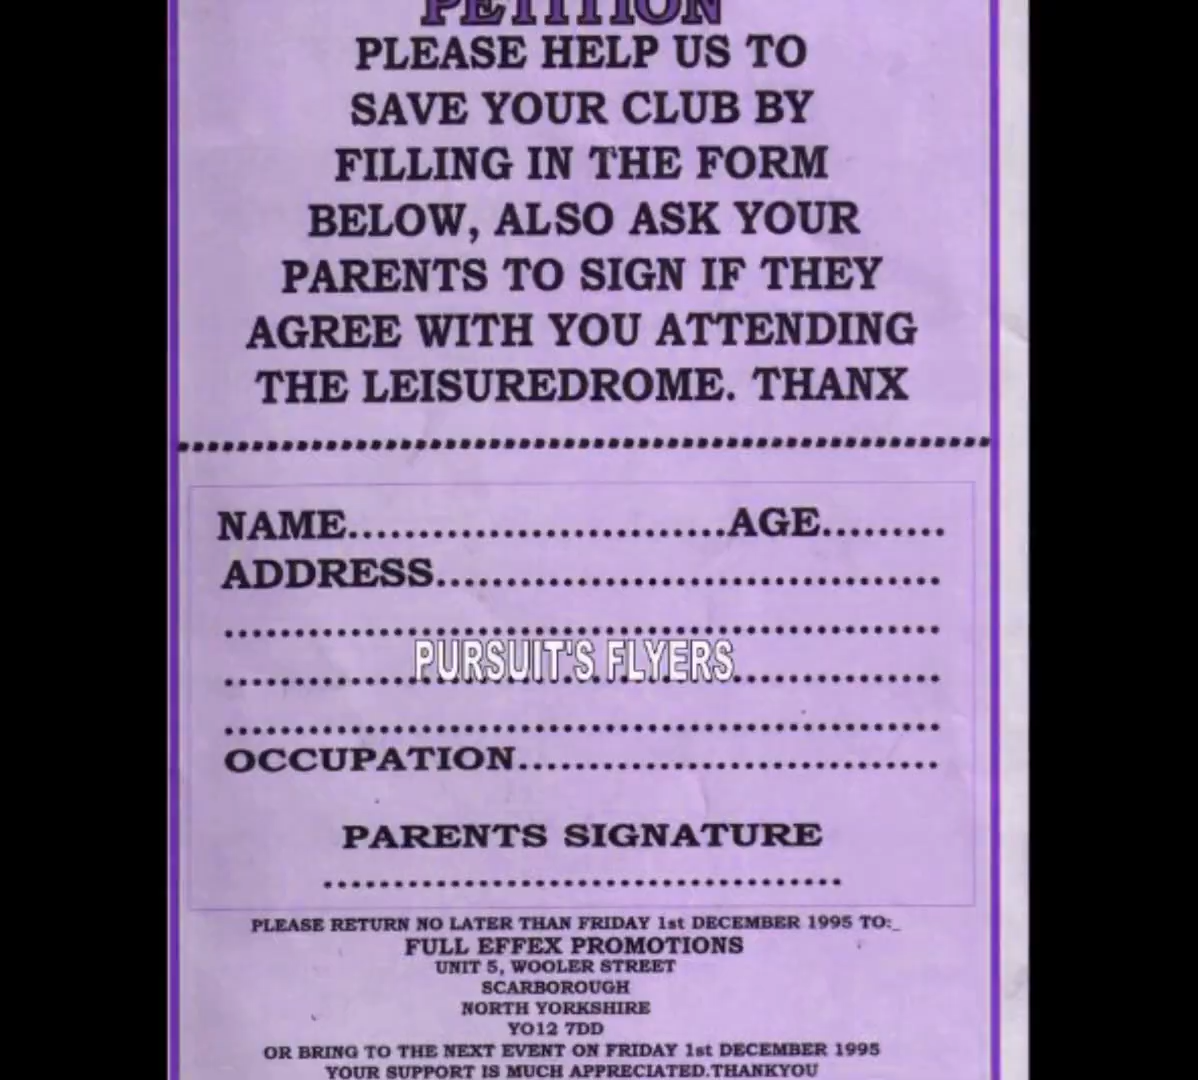 PETITION
PLEASE HELP US TO
SAVE YOUR CLUB BY
FILLING IN THE FORM
BELOW, ALSO ASK YOUR
PARENTS TO SIGN IF THEY
AGREE WITH YOU ATTENDING
THE LEISUREDROME. THANX
NAME...........................AGE.........
ADDRESS....................................
...................................................
PURSUIT'S FLYERS
...................................................
...................................................
OCCUPATION..............................
PARENTS SIGNATURE
.....................................
PLEASE RETURN NO LATER THAN FRIDAY 1st DECEMBER 1995 TO:_
FULL EFFEX PROMOTIONS
UNIT 5, WOOLER STREET
SCARBOROUGH
NORTH YORKSHIRE
YO12 7DD
OR BRING TO THE NEXT EVENT ON FRIDAY 1st DECEMBER 1995
YOUR SUPPORT IS MUCH APPRECIATED.THANKYOU